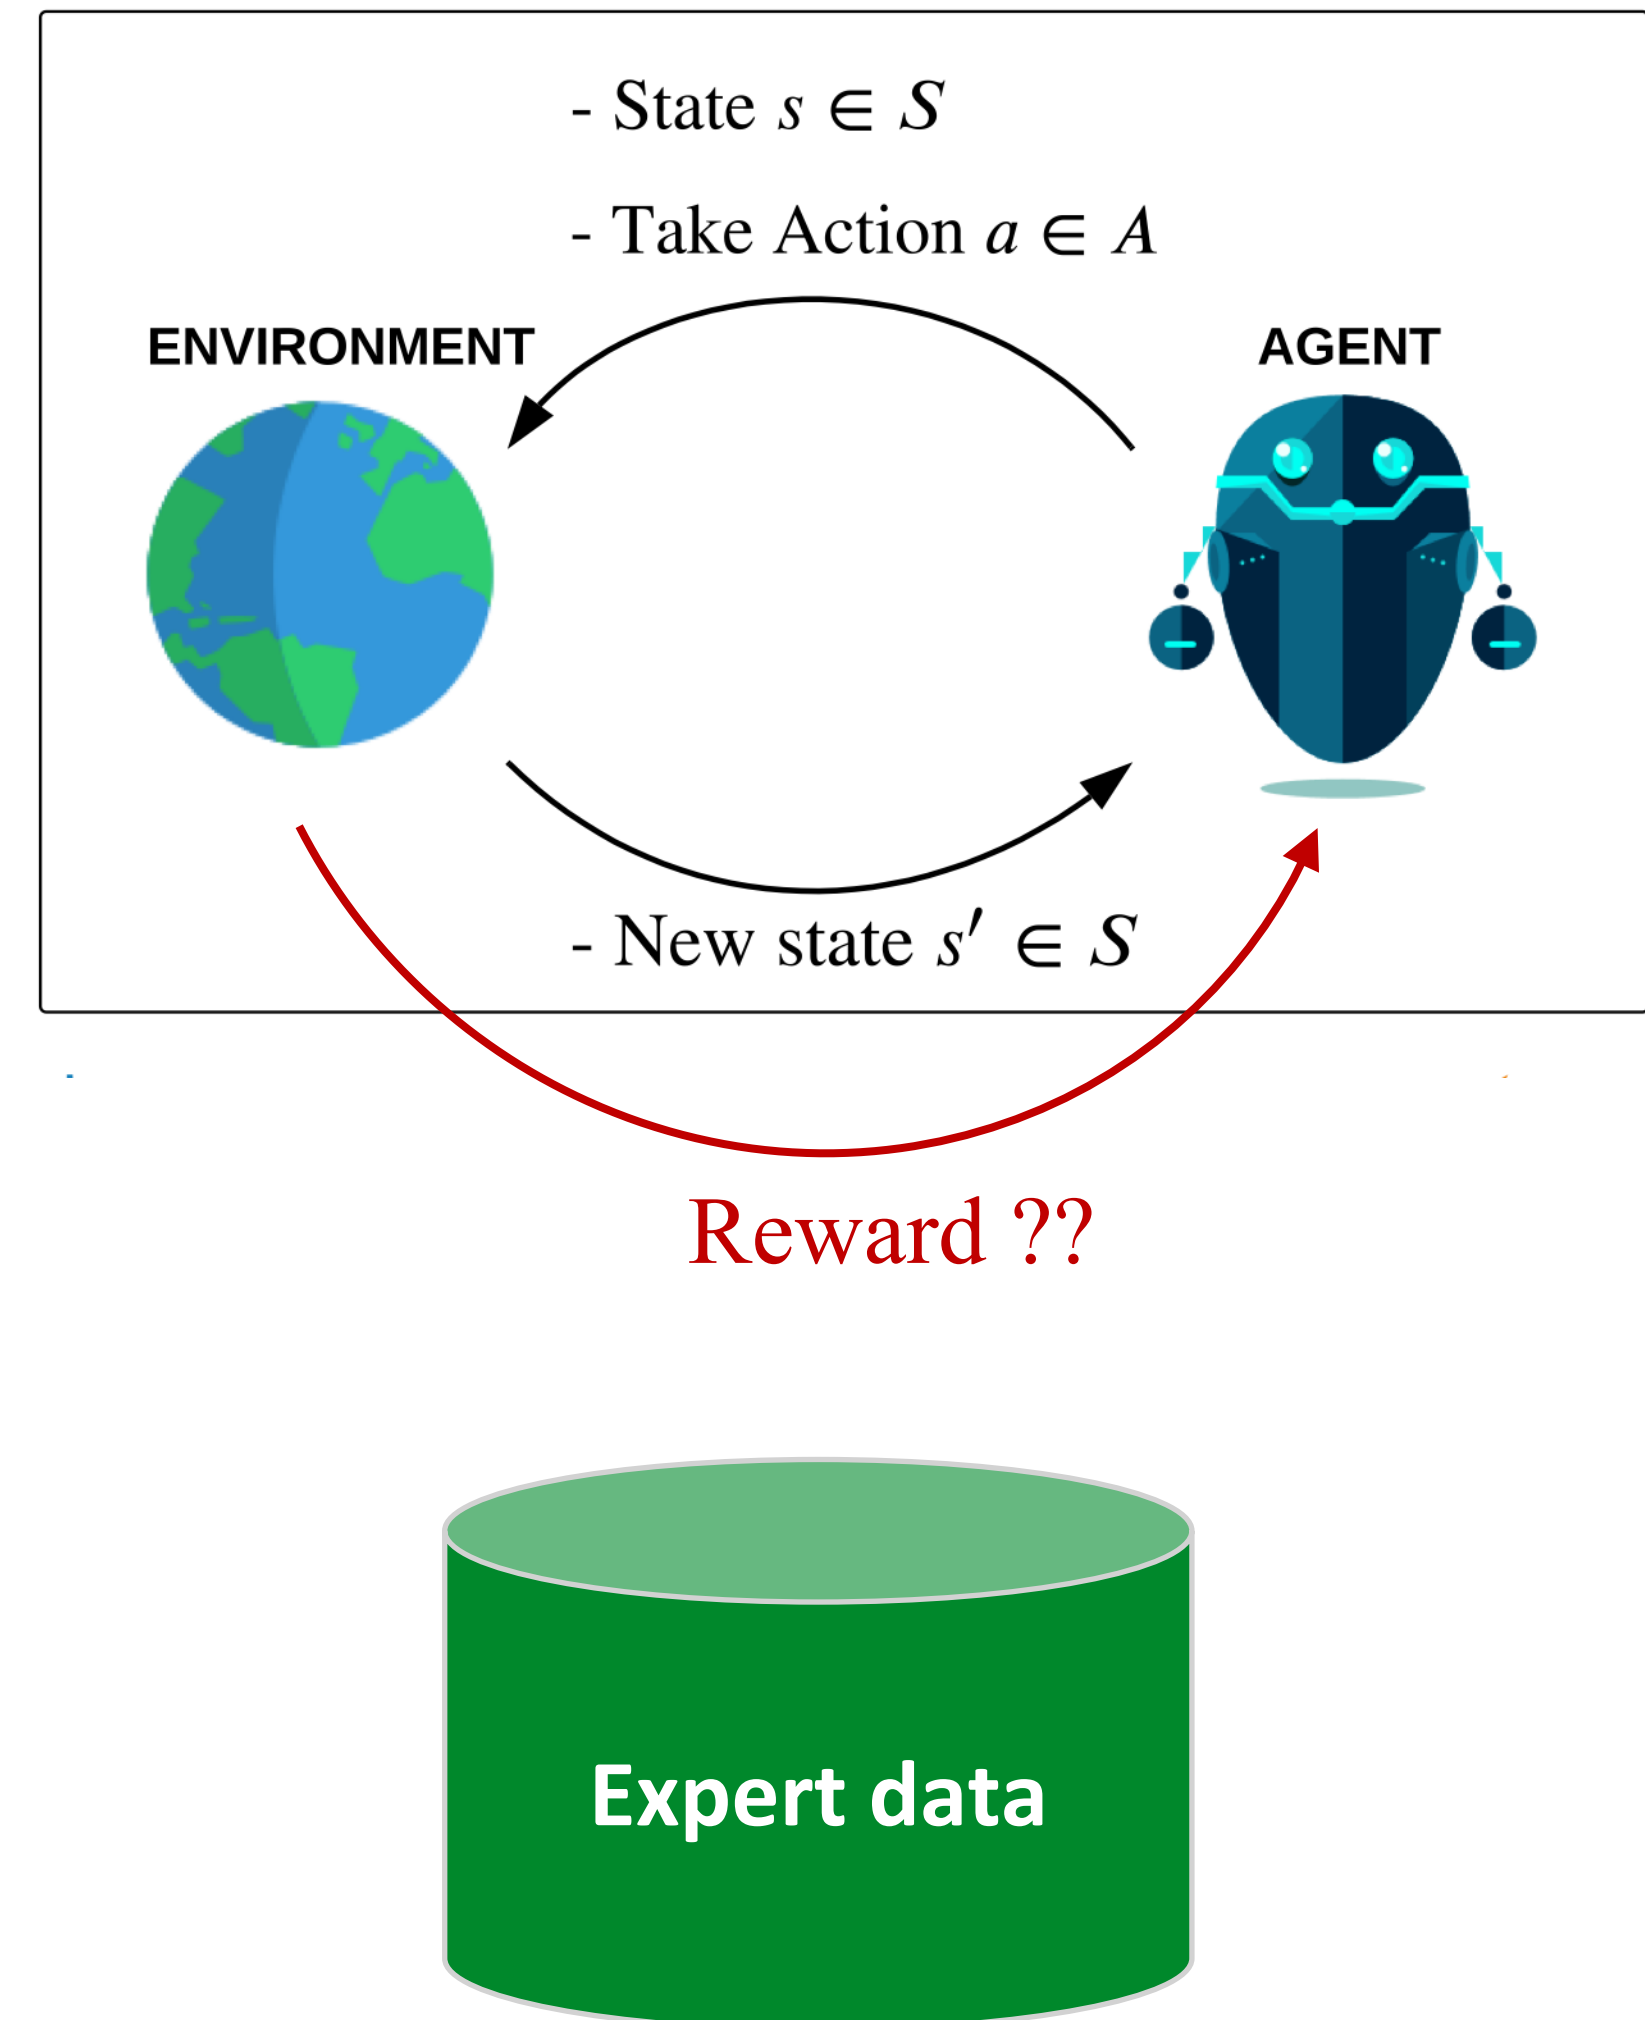 - State s ∈ S
- Take Action a ∈ A
ENVIRONMENT
AGENT
- New state s′ ∈ S
Reward ??
Expert data